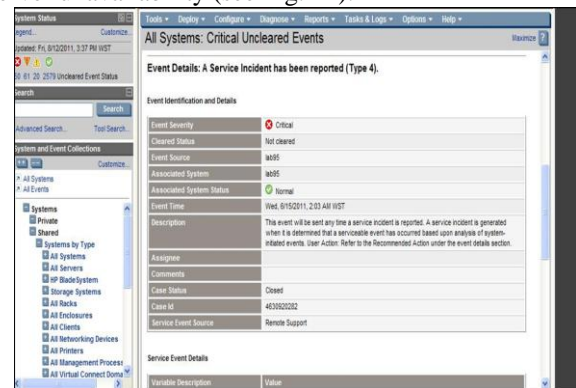 System Status
Legend...
Customize...
Updated: Fri, 8/12/2011, 3:37 PM WST
50 61 20 2579 Uncleared Event Status
Search
Search
Advanced Search...
Tool Search...
System and Event Collections
Customize...
All Systems
All Events
Systems
Private
Shared
Systems by Type
All Systems
All Servers
HP BladeSystem
Storage Systems
All Racks
All Enclosures
All Clients
All Networking Devices
All Printers
All Management Process
All Virtual Connect Doma
Tools Deploy Configure Diagnose Reports Tasks & Logs Options Help
All Systems: Critical Uncleared Events
Maximize ?
Event Details: A Service Incident has been reported (Type 4).
Event Identification and Details
Event Severity Critical
Cleared Status Not cleared
Event Source lab95
Associated System lab95
Associated System Status Normal
Event Time Wed, 6/15/2011, 2:03 AM WST
Description This event will be sent any time a service incident is reported. A service incident is generated
when it is determined that a serviceable event has occurred based upon analysis of system-
initiated events. User Action: Refer to the Recommended Action under the event details section.
Assignee
Comments
Case Status Closed
Case Id 4630920282
Service Event Source Remote Support
Service Event Details
Variable Description Value